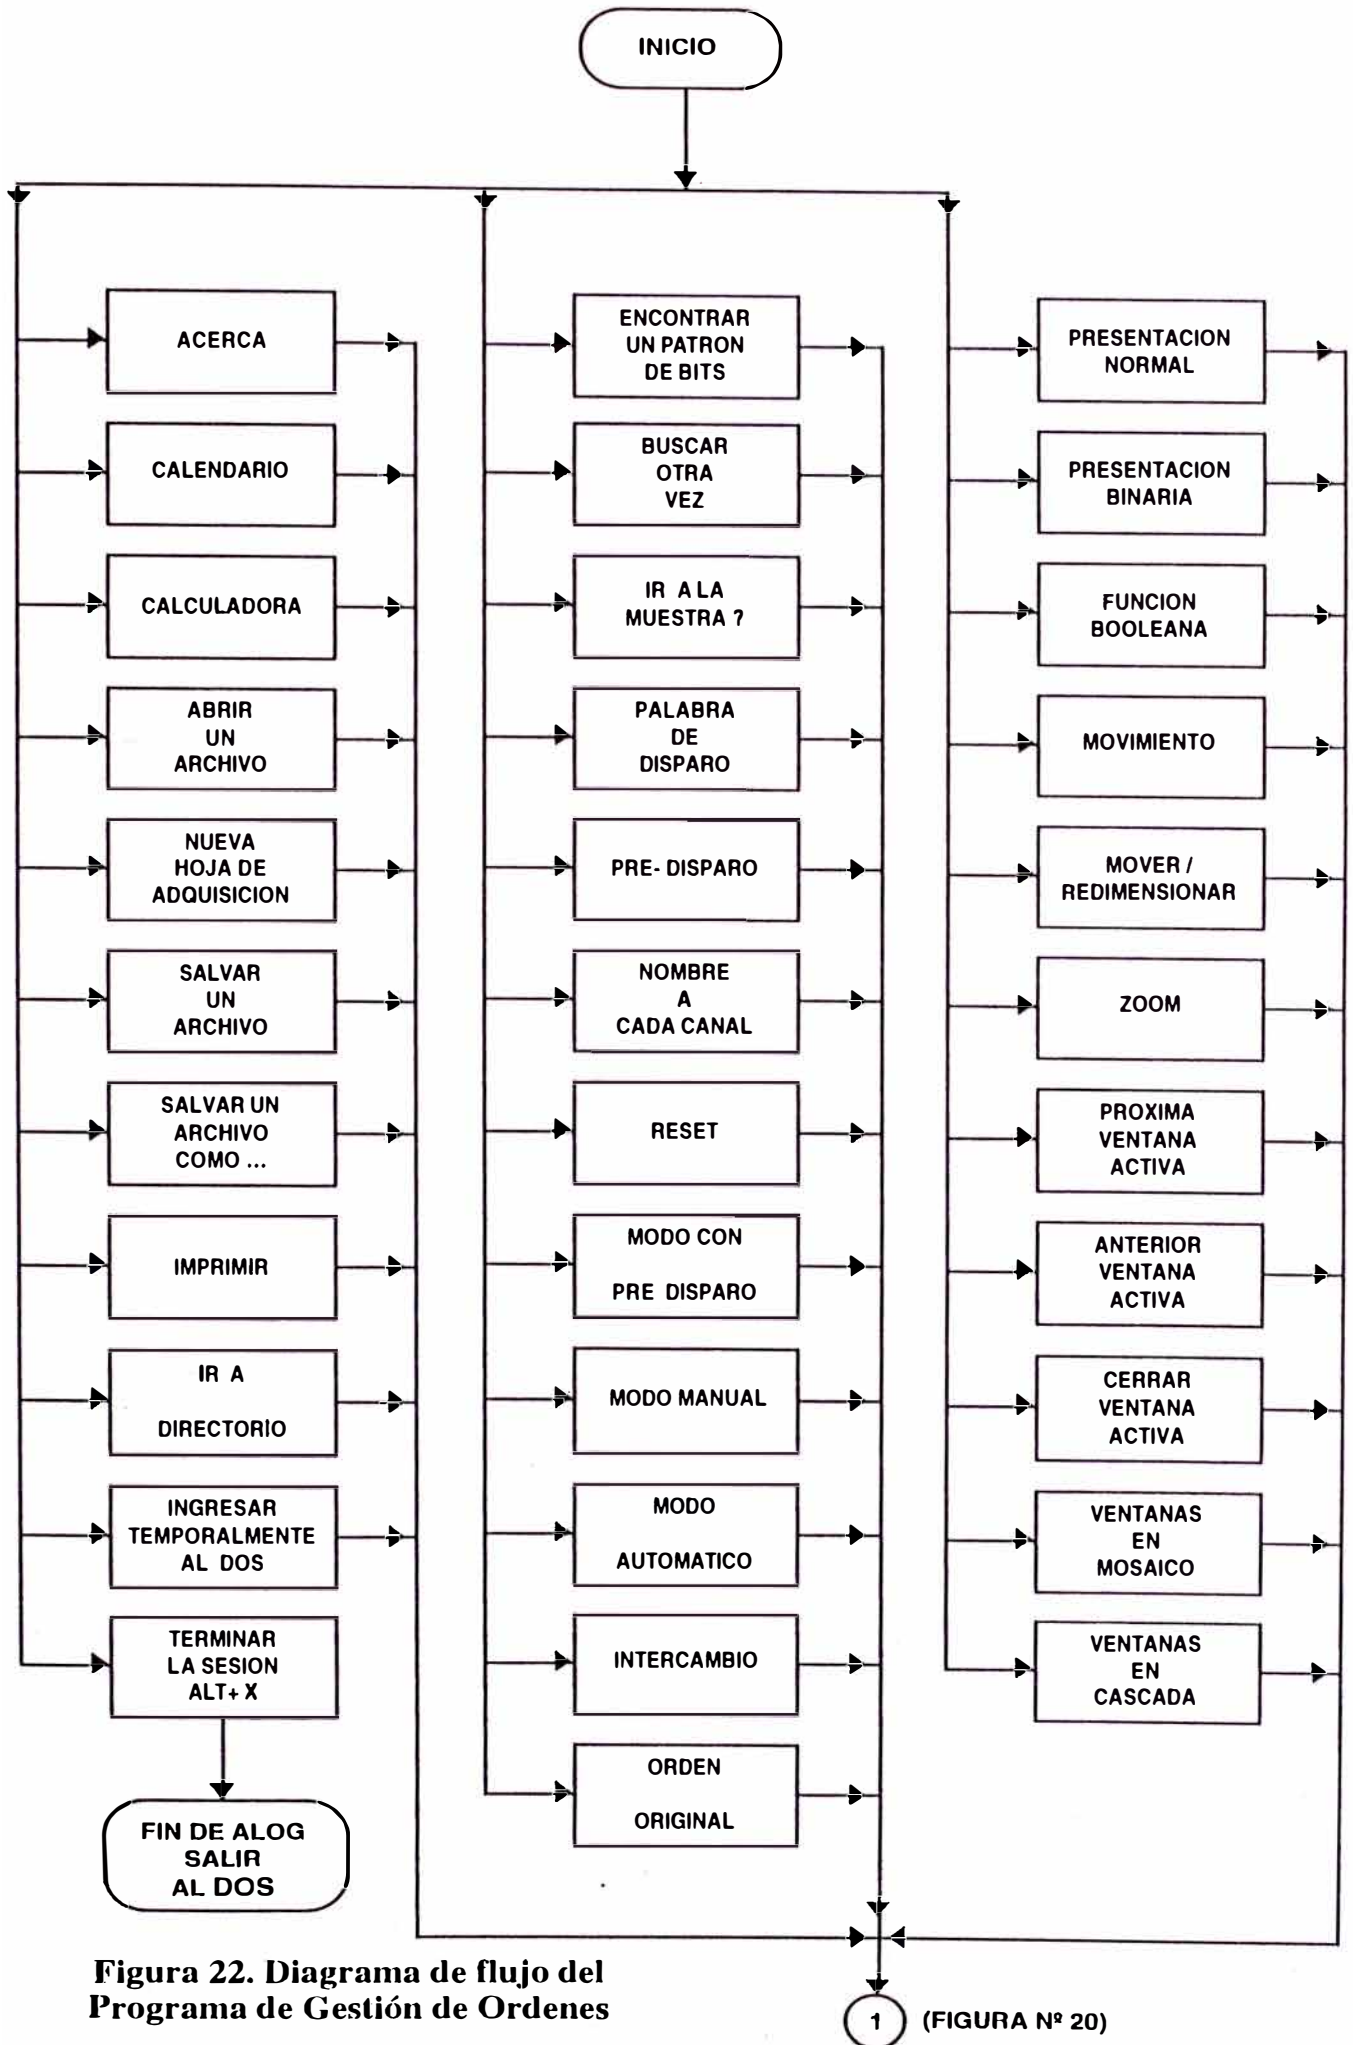 INICIO
ACERCA
CALENDARIO
CALCULADORA
ABRIR
UN
ARCHIVO
NUEVA
HOJA DE
ADQUISICION
SALVAR
UN
ARCHIVO
SALVAR UN
ARCHIVO
COMO ...
IMPRIMIR
IR A
DIRECTORIO
INGRESAR
TEMPORALMENTE
AL DOS
TERMINAR
LA SESION
ALT+ X
FIN DE ALOG
SALIR
AL DOS
ENCONTRAR
UN PATRON
DE BITS
BUSCAR
OTRA
VEZ
IR A LA
MUESTRA ?
PALABRA
DE
DISPARO
PRE- DISPARO
NOMBRE
A
CADA CANAL
RESET
MODO CON
PRE DISPARO
MODO MANUAL
MODO
AUTOMATICO
INTERCAMBIO
ORDEN
ORIGINAL
PRESENTACION
NORMAL
PRESENTACION
BINARIA
FUNCION
BOOLEANA
MOVIMIENTO
MOVER /
REDIMENSIONAR
ZOOM
PROXIMA
VENTANA
ACTIVA
ANTERIOR
VENTANA
ACTIVA
CERRAR
VENTANA
ACTIVA
VENTANAS
EN
MOSAICO
VENTANAS
EN
CASCADA
1 (FIGURA Nº 20)
Figura 22. Diagrama de flujo del
Programa de Gestión de Ordenes